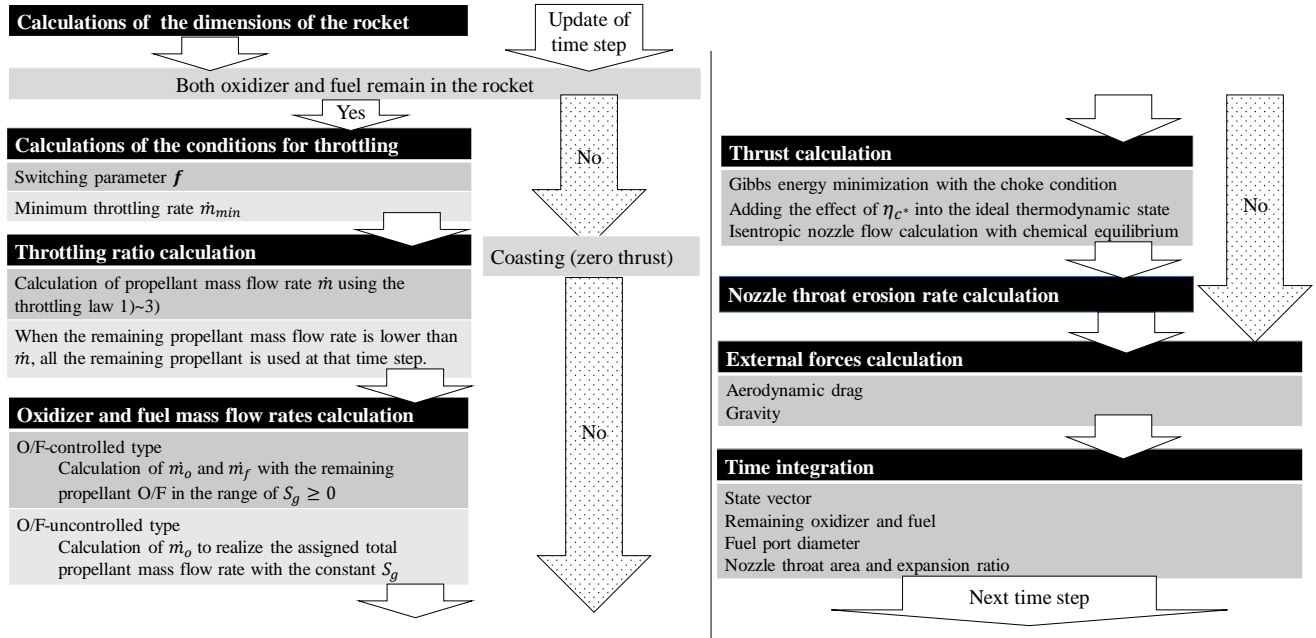 Calculations of the dimensions of the rocket
Update of
time step
Both oxidizer and fuel remain in the rocket
Yes
No
Calculations of the conditions for throttling
Switching parameter f
Minimum throttling rate ṁ_min
Throttling ratio calculation
Coasting (zero thrust)
Calculation of propellant mass flow rate ṁ using the
throttling law 1)~3)
When the remaining propellant mass flow rate is lower than
ṁ, all the remaining propellant is used at that time step.
Oxidizer and fuel mass flow rates calculation
No
O/F-controlled type
Calculation of ṁ_o and ṁ_f with the remaining
propellant O/F in the range of S_g ≥ 0
O/F-uncontrolled type
Calculation of ṁ_o to realize the assigned total
propellant mass flow rate with the constant S_g
Thrust calculation
Gibbs energy minimization with the choke condition
Adding the effect of η_c* into the ideal thermodynamic state
Isentropic nozzle flow calculation with chemical equilibrium
No
Nozzle throat erosion rate calculation
External forces calculation
Aerodynamic drag
Gravity
Time integration
State vector
Remaining oxidizer and fuel
Fuel port diameter
Nozzle throat area and expansion ratio
Next time step